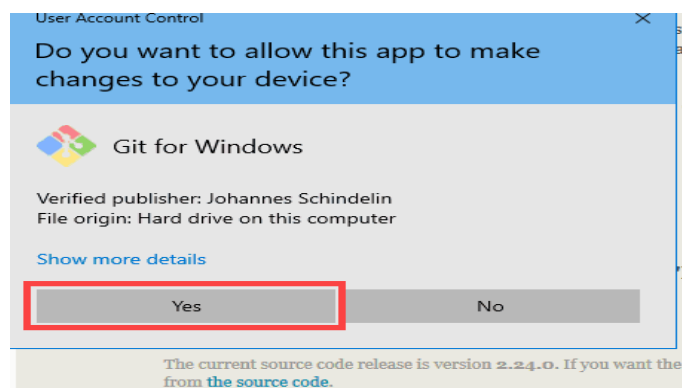 User Account Control
Do you want to allow this app to make
changes to your device?
Git for Windows
Verified publisher: Johannes Schindelin
File origin: Hard drive on this computer
Show more details
Yes No
The current source code release is version 2.24.0. If you want the
from the source code.